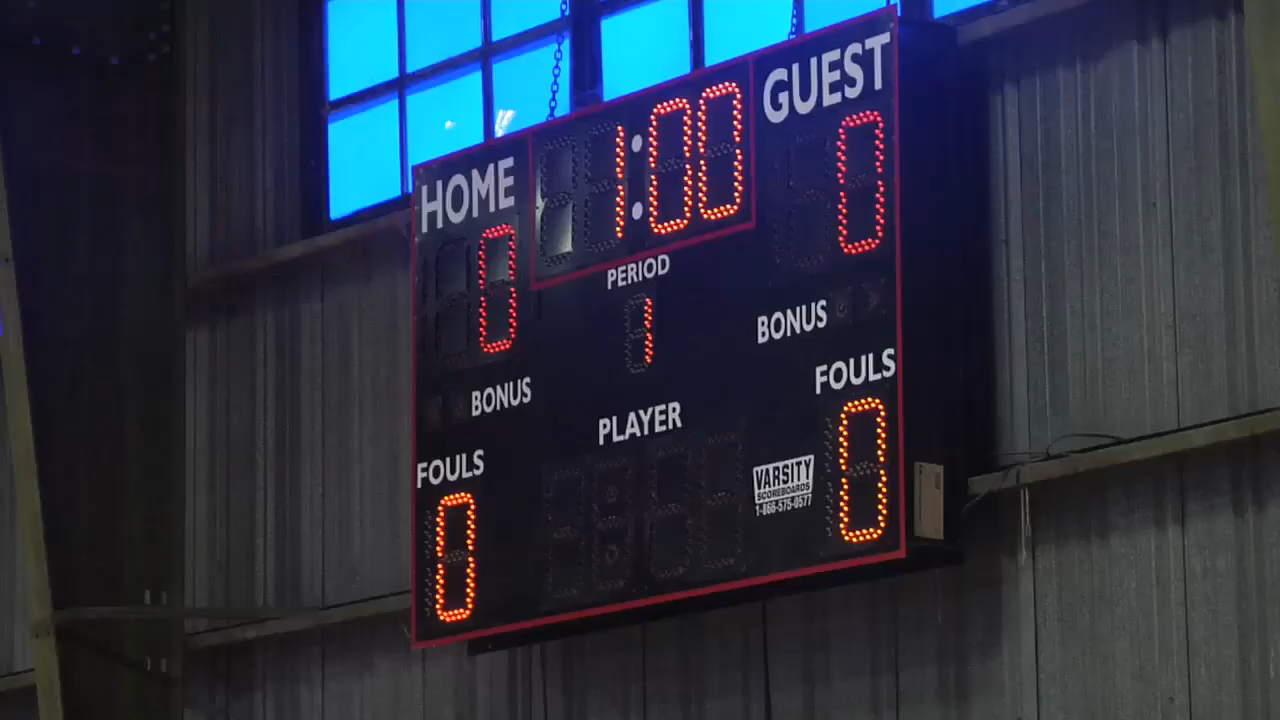 GUEST
1:00
HOME
0
0
PERIOD
1
BONUS
BONUS
FOULS
PLAYER
FOULS
0
0
VARSITY
SCOREBOARDS
1-866-575-0577